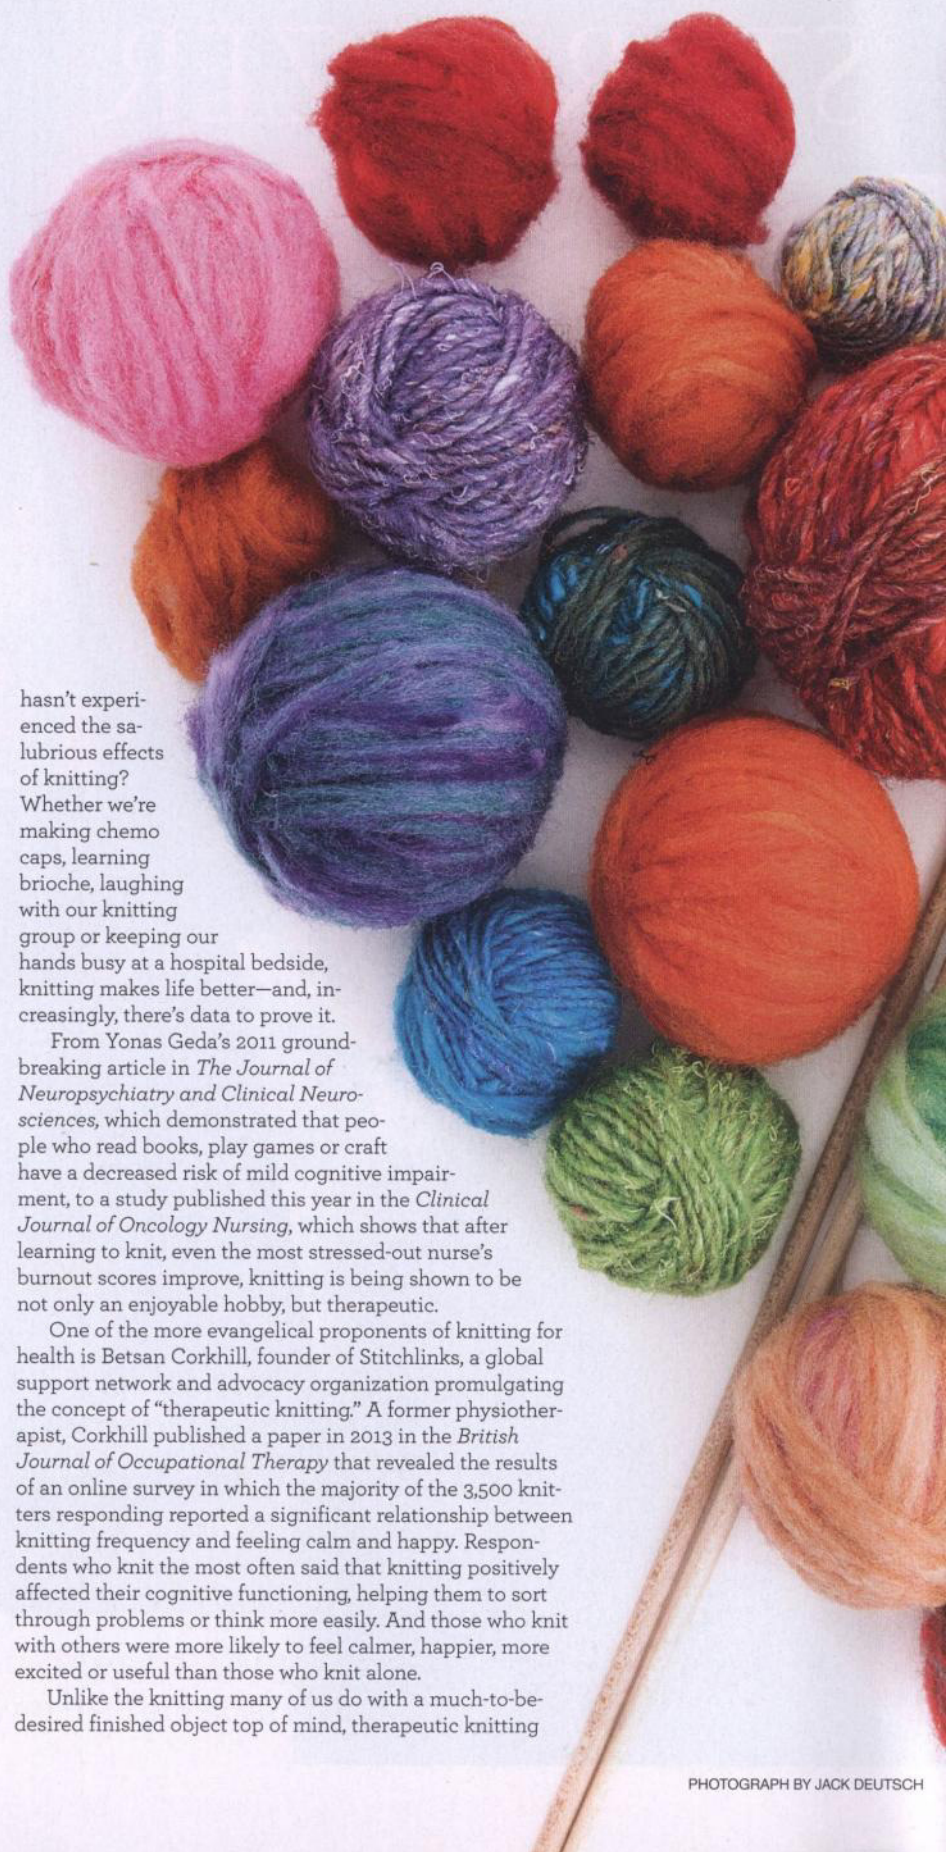 hasn't experi-
enced the sa-
lubrious effects
of knitting?
Whether we're
making chemo
caps, learning
brioche, laughing
with our knitting
group or keeping our
hands busy at a hospital bedside,
knitting makes life better—and, in-
creasingly, there's data to prove it.
From Yonas Geda's 2011 ground-
breaking article in The Journal of
Neuropsychiatry and Clinical Neuro-
sciences, which demonstrated that peo-
ple who read books, play games or craft
have a decreased risk of mild cognitive impair-
ment, to a study published this year in the Clinical
Journal of Oncology Nursing, which shows that after
learning to knit, even the most stressed-out nurse's
burnout scores improve, knitting is being shown to be
not only an enjoyable hobby, but therapeutic.
One of the more evangelical proponents of knitting for
health is Betsan Corkhill, founder of Stitchlinks, a global
support network and advocacy organization promulgating
the concept of "therapeutic knitting." A former physiother-
apist, Corkhill published a paper in 2013 in the British
Journal of Occupational Therapy that revealed the results
of an online survey in which the majority of the 3,500 knit-
ters responding reported a significant relationship between
knitting frequency and feeling calm and happy. Respon-
dents who knit the most often said that knitting positively
affected their cognitive functioning, helping them to sort
through problems or think more easily. And those who knit
with others were more likely to feel calmer, happier, more
excited or useful than those who knit alone.
Unlike the knitting many of us do with a much-to-be-
desired finished object top of mind, therapeutic knitting
PHOTOGRAPH BY JACK DEUTSCH